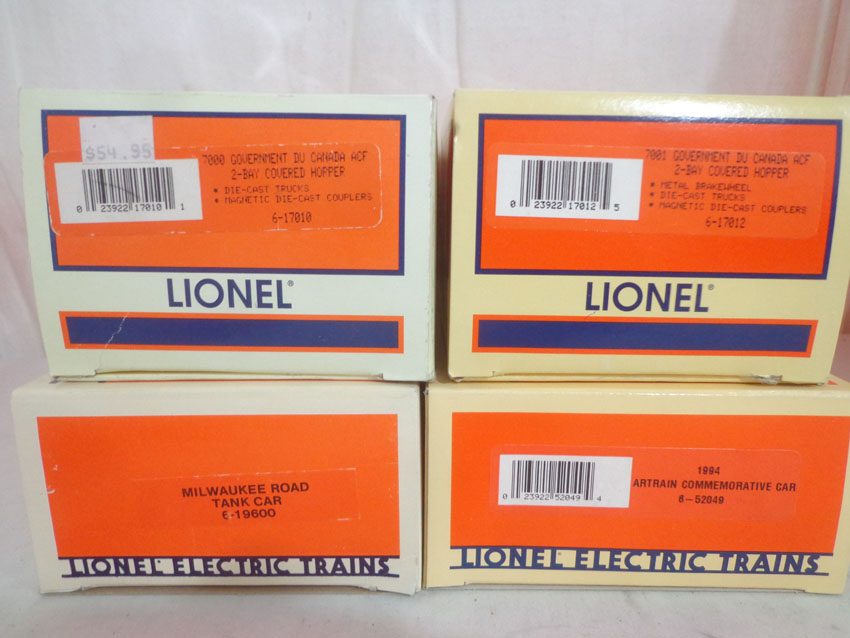 $54.95
7000 GOVERNMENT DU CANADA ACF
2-BAY COVERED HOPPER
* DIE-CAST TRUCKS
* MAGNETIC DIE-CAST COUPLERS
6-17010
0 23922 17010 1
LIONEL®
7001 GOVERNMENT DU CANADA ACF
2-BAY COVERED HOPPER
* METAL BRAKEWHEEL
* DIE-CAST TRUCKS
* MAGNETIC DIE-CAST COUPLERS
6-17012
0 23922 17012 5
LIONEL®
MILWAUKEE ROAD
TANK CAR
6-19600
LIONEL ELECTRIC TRAINS
1994
ARTRAIN COMMEMORATIVE CAR
6-52049
0 23922 52049 4
LIONEL ELECTRIC TRAINS